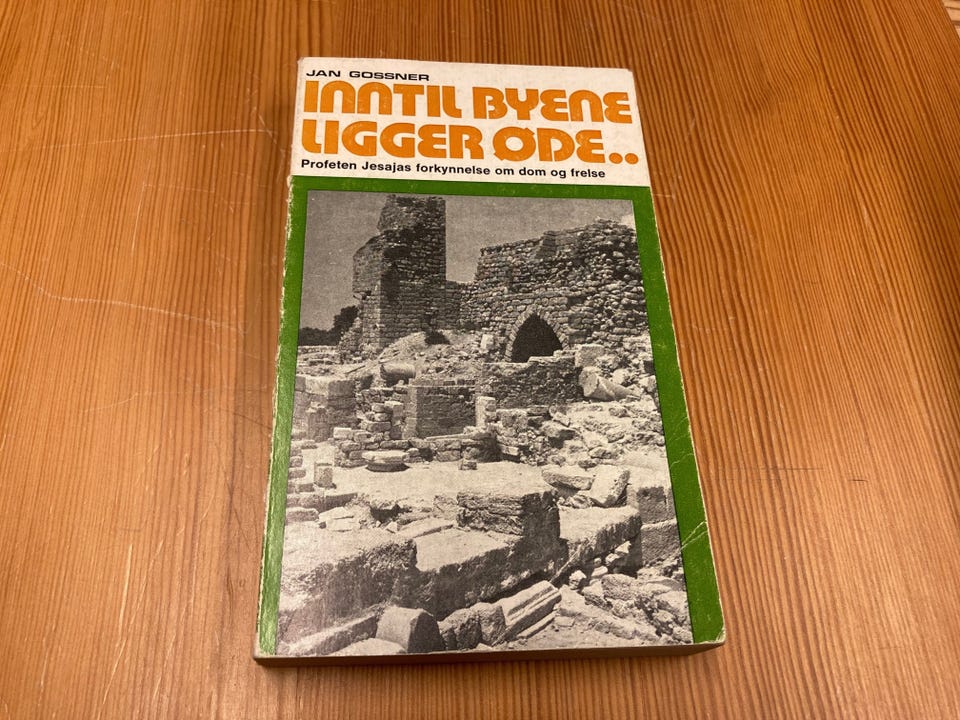 JAN GOSSNER
INNTIL BYENE
LIGGER ØDE..
Profeten Jesajas forkynnelse om dom og frelse